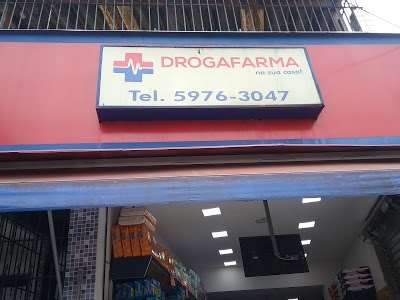 DROGAFARMA
na sua casa!
Tel. 5976-3047